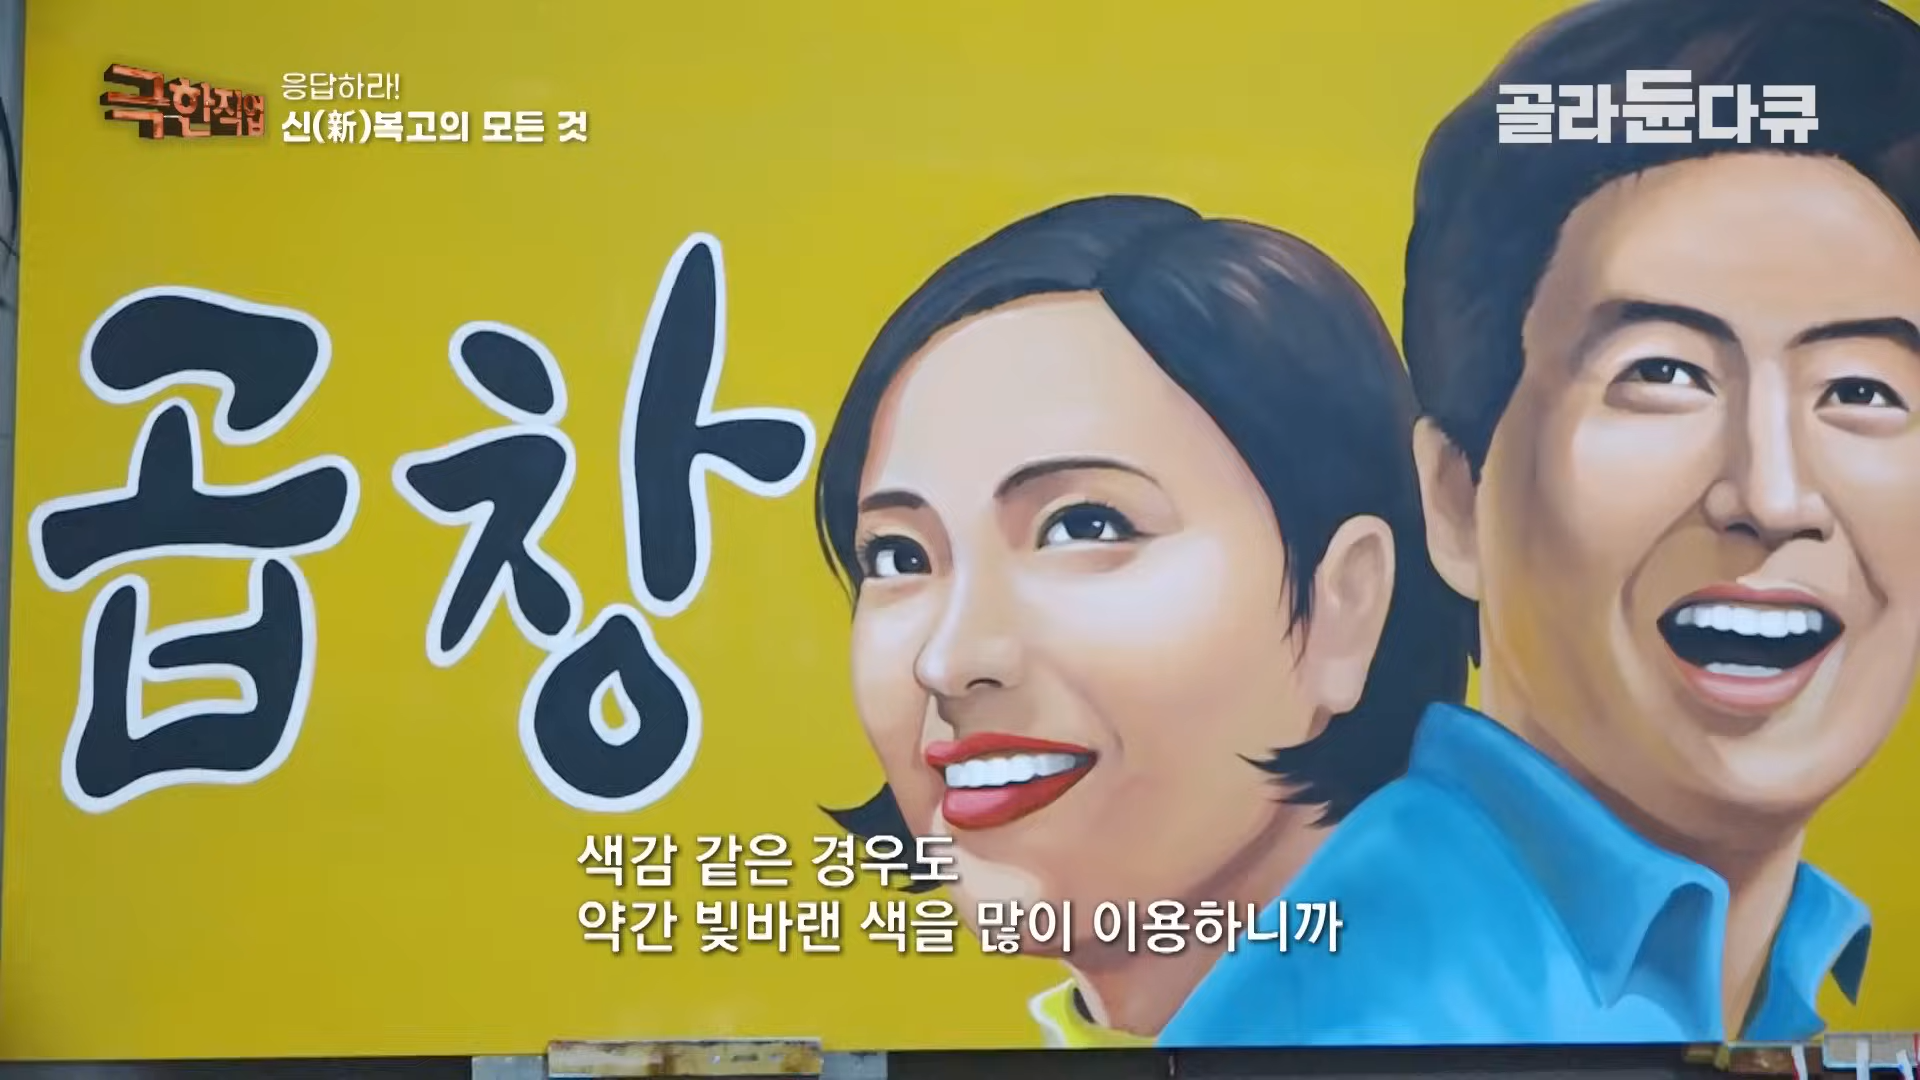 극한직업
응답하라!
신(新)복고의 모든 것
골라듄다큐
곱창
색감 같은 경우도
약간 빛바랜 색을 많이 이용하니까